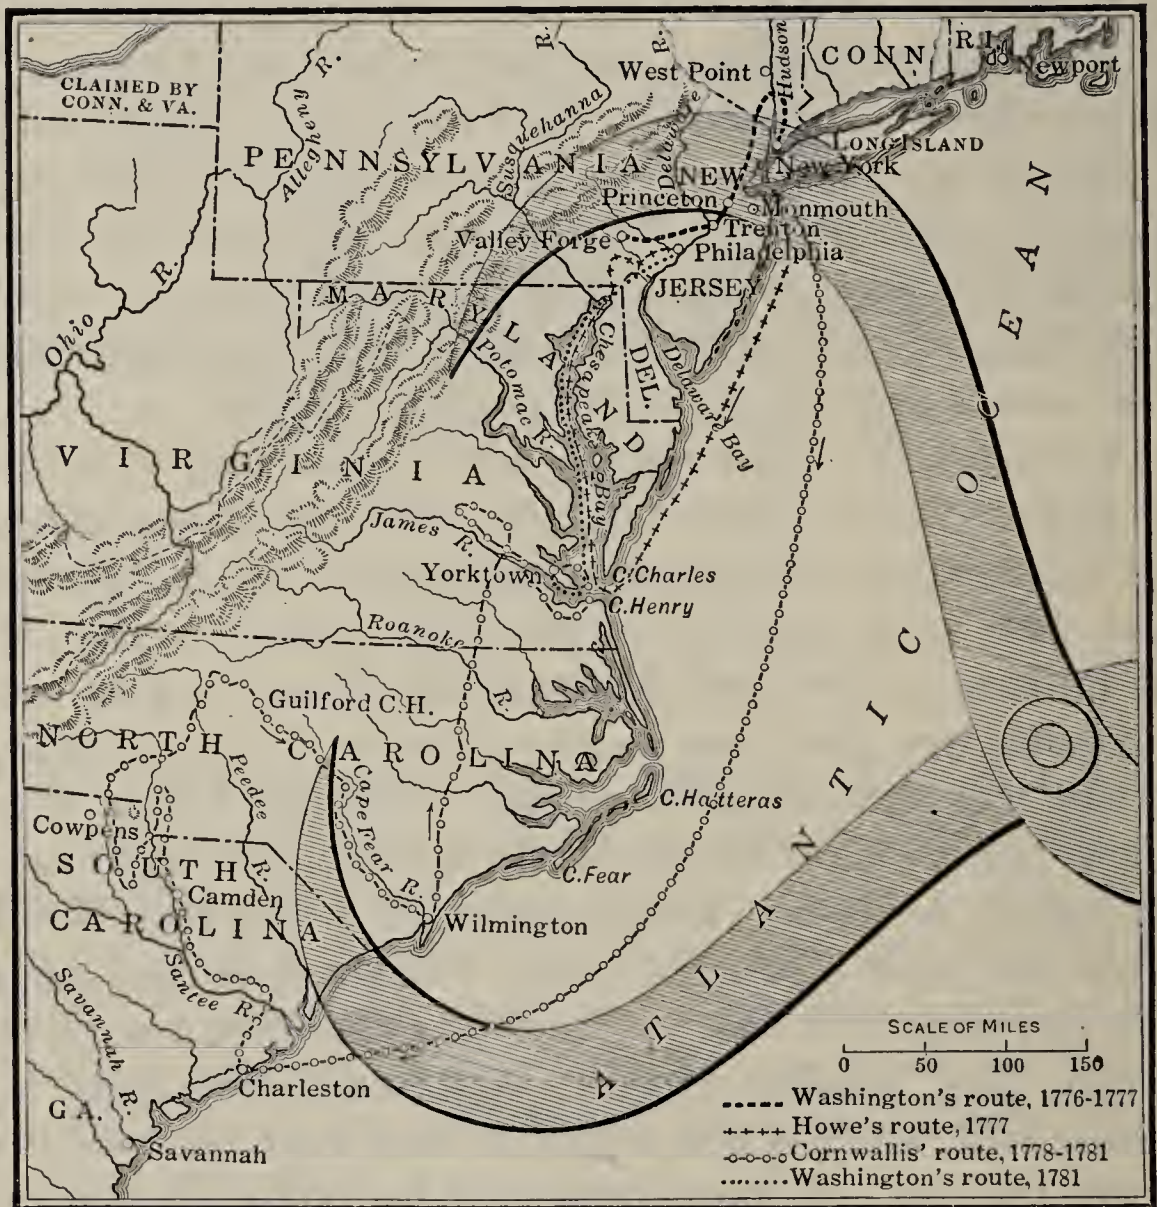 CLAIMED BY
CONN. & VA.
Allegheny R.
Susquehanna R.
Delaware R.
West Point
Hudson
CONN
R.I.
Newport
PENNSYLVANIA
LONG ISLAND
New York
NEW
Princeton
Monmouth
Trenton
Valley Forge
Philadelphia
JERSEY
MARYLAND
Ohio R.
Potomac R.
Chesapeake Bay
DEL.
Delaware Bay
VIRGINIA
James R.
Yorktown
C. Charles
C. Henry
Roanoke R.
Guilford C.H.
NORTH CAROLINA
Peedee R.
Cape Fear R.
C. Hatteras
Cowpens
SOUTH
CAROLINA
Camden
C. Fear
Wilmington
Santee R.
Savannah R.
Charleston
GA.
Savannah
ATLANTIC OCEAN
SCALE OF MILES
0 50 100 150
Washington's route, 1776-1777
Howe's route, 1777
Cornwallis' route, 1778-1781
Washington's route, 1781